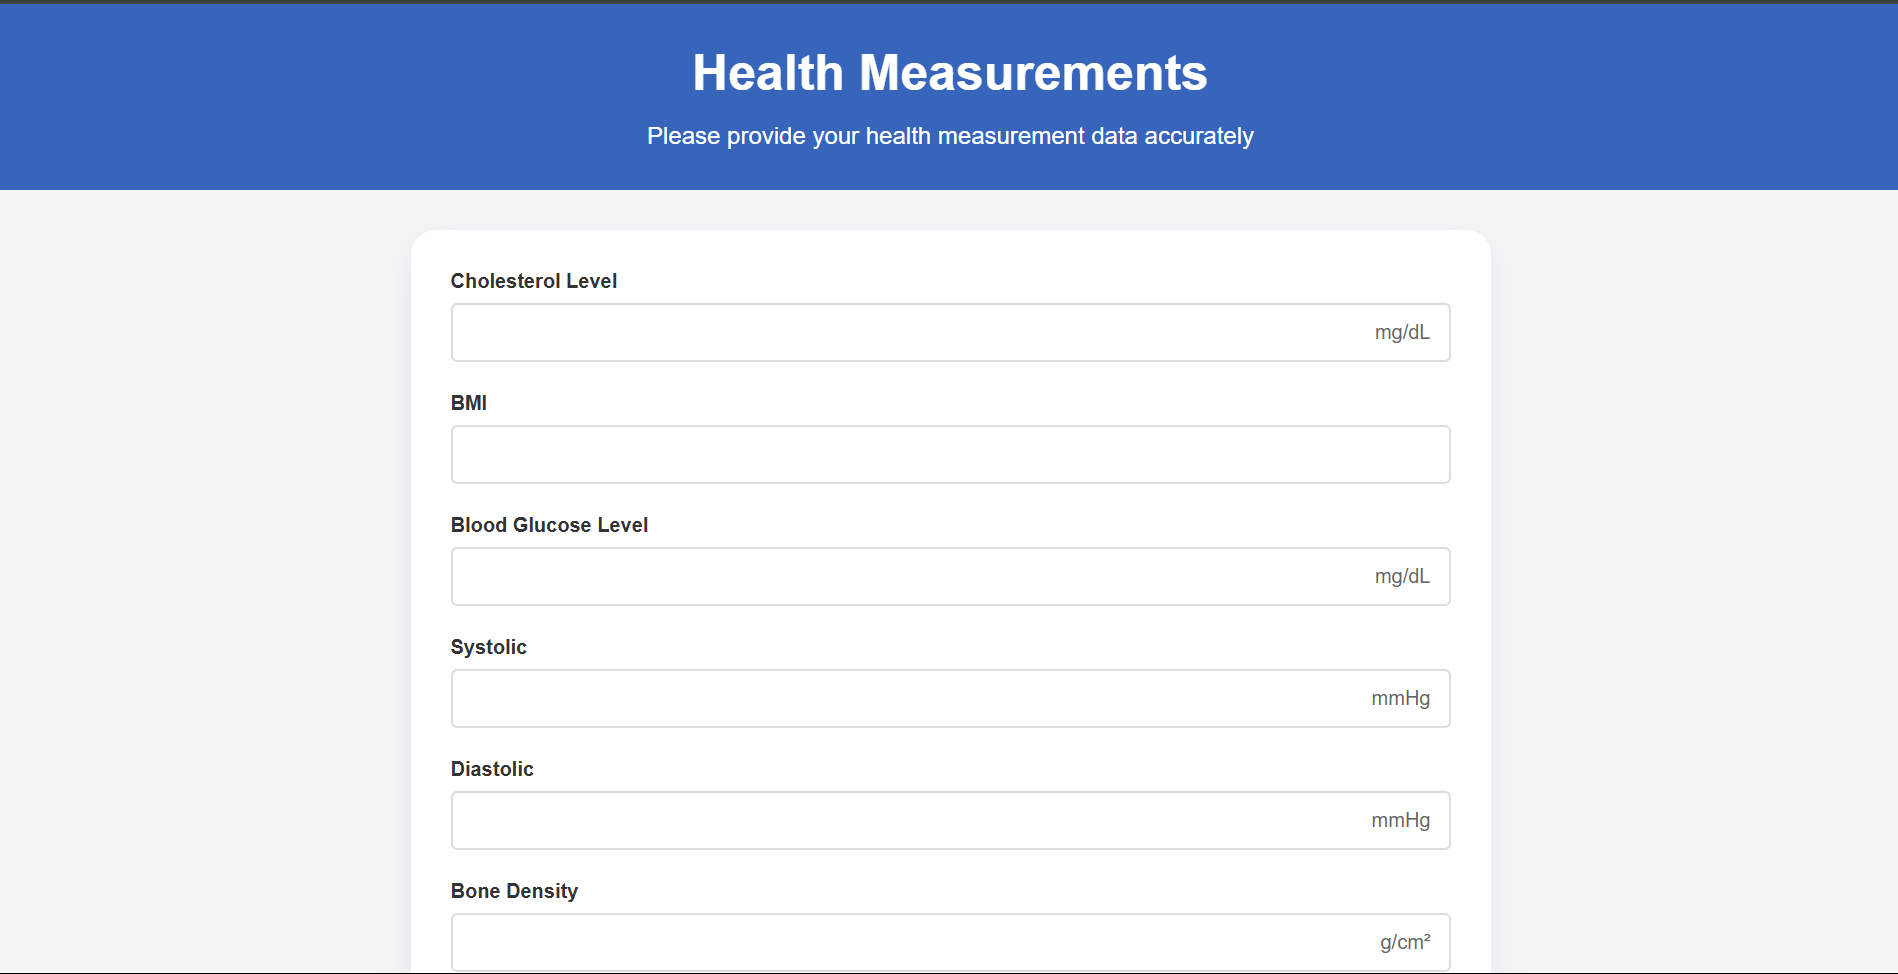 Health Measurements
Please provide your health measurement data accurately
Cholesterol Level
mg/dL
BMI
Blood Glucose Level
mg/dL
Systolic
mmHg
Diastolic
mmHg
Bone Density
g/cm²